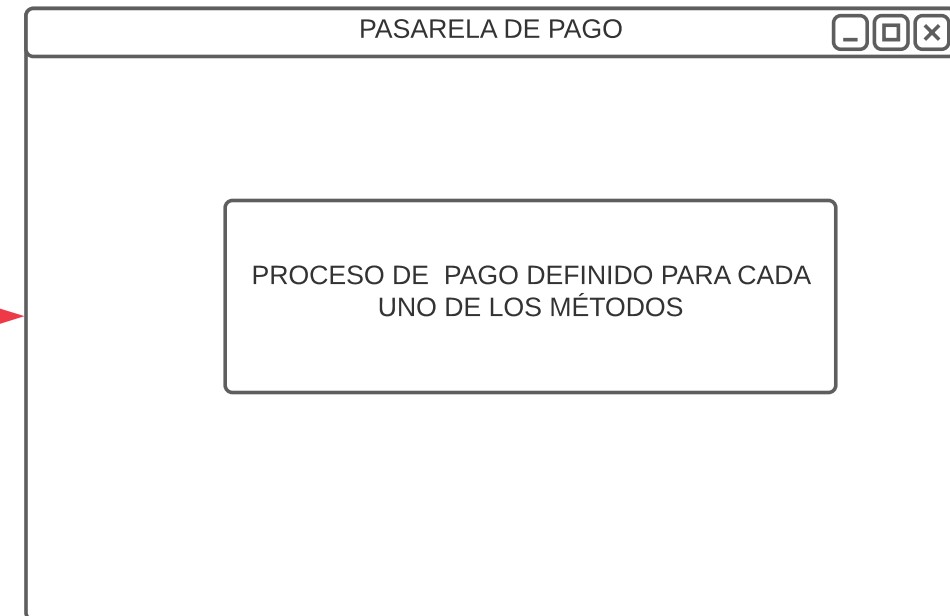 PASARELA DE PAGO
PROCESO DE  PAGO DEFINIDO PARA CADA
UNO DE LOS MÉTODOS